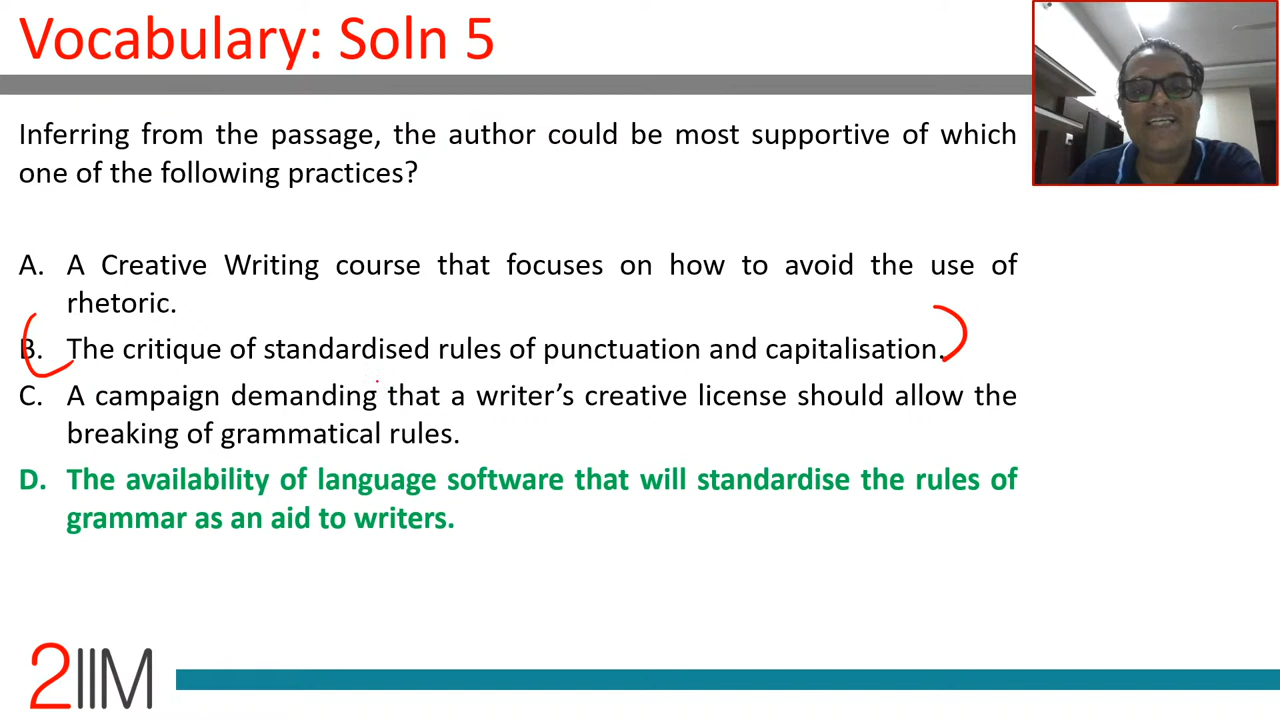 Vocabulary: Soln 5
Inferring from the passage, the author could be most supportive of which
one of the following practices?
A. A Creative Writing course that focuses on how to avoid the use of
rhetoric.
B. The critique of standardised rules of punctuation and capitalisation.
C. A campaign demanding that a writer’s creative license should allow the
breaking of grammatical rules.
D. The availability of language software that will standardise the rules of
grammar as an aid to writers.
2IIM